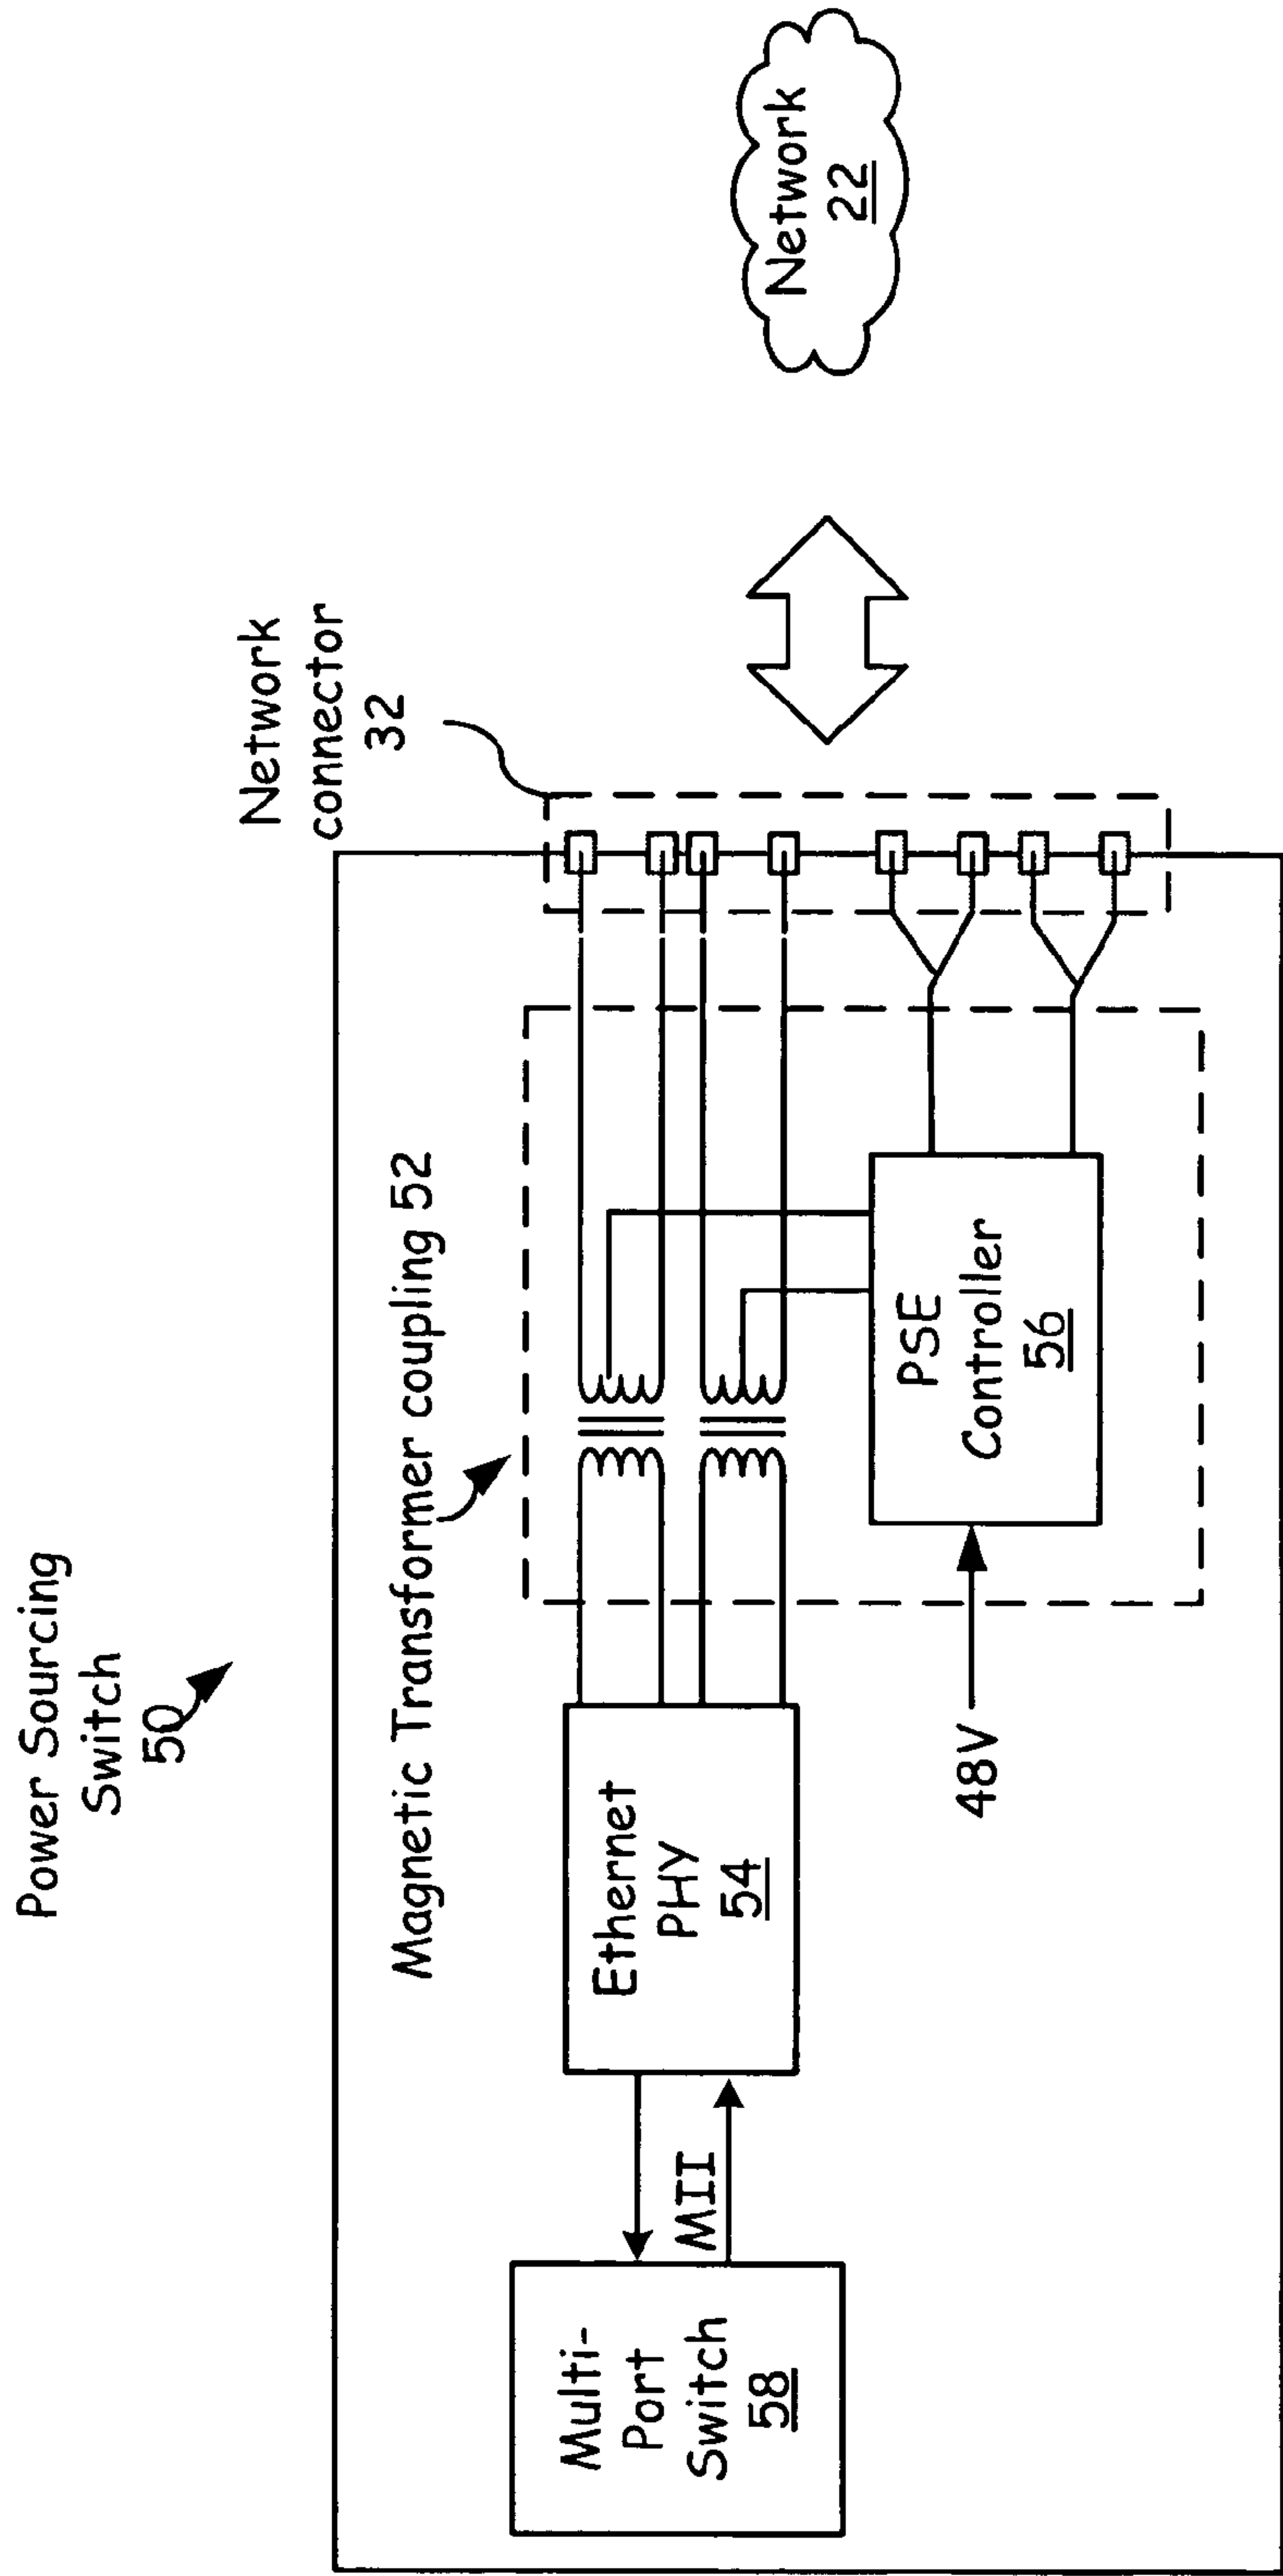 Power Sourcing
Switch
50
Network
connector
32
Magnetic Transformer coupling 52
Multi-
Port
Switch
58
MII
Ethernet
PHY
54
48V
PSE
Controller
56
Network
22